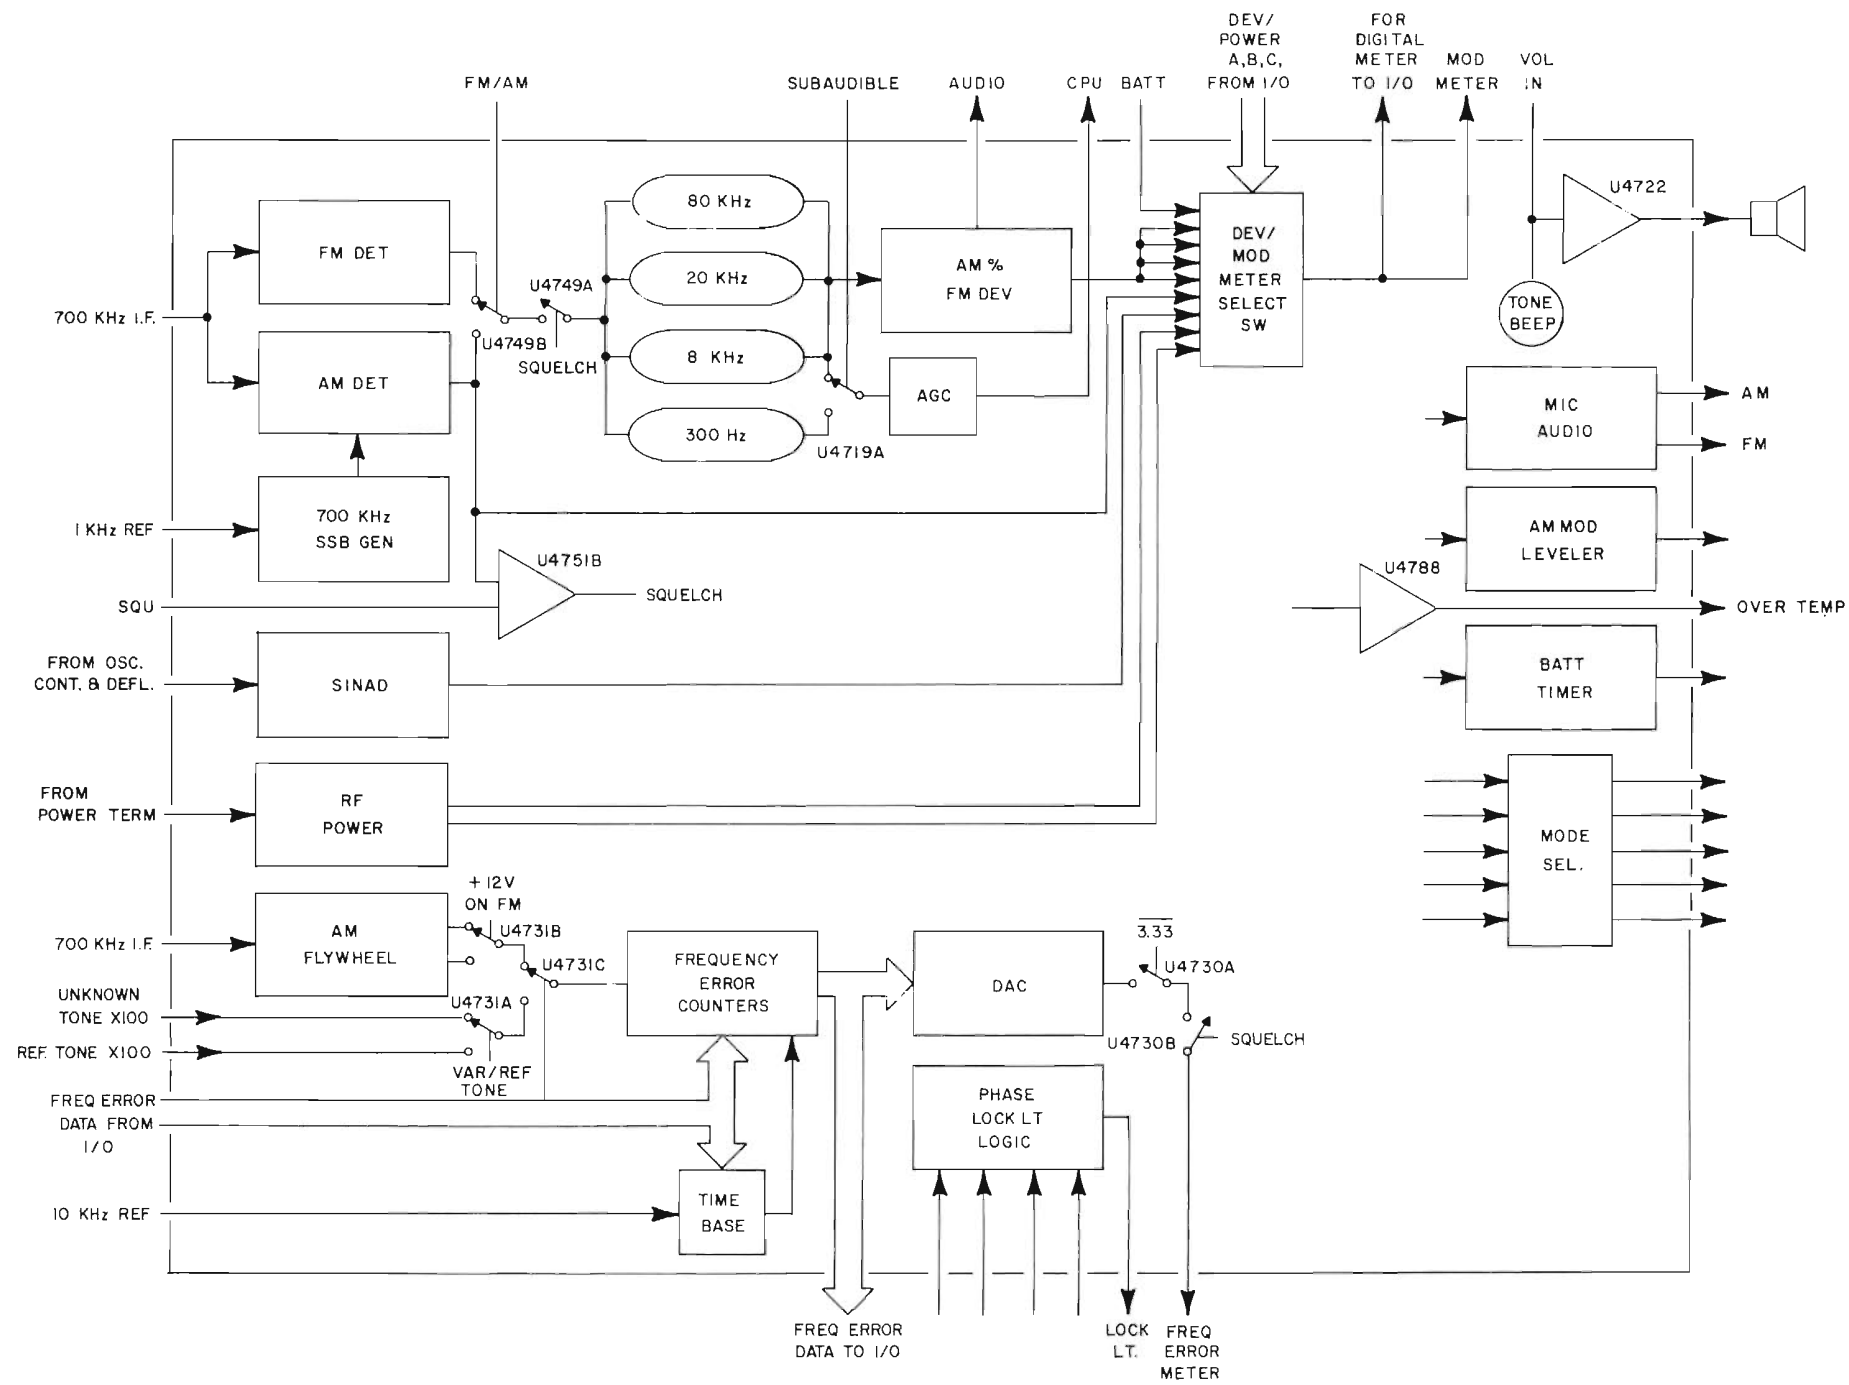 DEV/
POWER
A,B,C,
FROM I/O
FOR
DIGITAL
METER
TO I/O
MOD
METER
VOL
IN
FM/AM
SUBAUDIBLE
AUDIO
CPU
BATT
U4722
80 KHz
FM DET
U4749A
20 KHz
AM %
FM DEV
DEV/
MOD
METER
SELECT
SW
TONE
BEEP
700 KHz I.F.
U4749B
SQUELCH
8 KHz
AM DET
AGC
MIC
AUDIO
AM
FM
300 Hz
U4719A
1 KHz REF
700 KHz
SSB GEN
AM MOD
LEVELER
U4751B
SQUELCH
U4788
SQU
OVER TEMP
FROM OSC.
CONT. & DEFL.
SINAD
BATT
TIMER
FROM
POWER TERM
RF
POWER
MODE
SEL.
+12V
ON FM
700 KHz I.F.
AM
FLYWHEEL
U4731B
U4731C
FREQUENCY
ERROR
COUNTERS
DAC
3.33
U4730A
UNKNOWN
TONE X100
U4731A
REF. TONE X100
U4730B
SQUELCH
VAR/REF
TONE
FREQ ERROR
DATA FROM
I/O
PHASE
LOCK LT
LOGIC
10 KHz REF
TIME
BASE
FREQ ERROR
DATA TO I/O
LOCK
LT.
FREQ
ERROR
METER